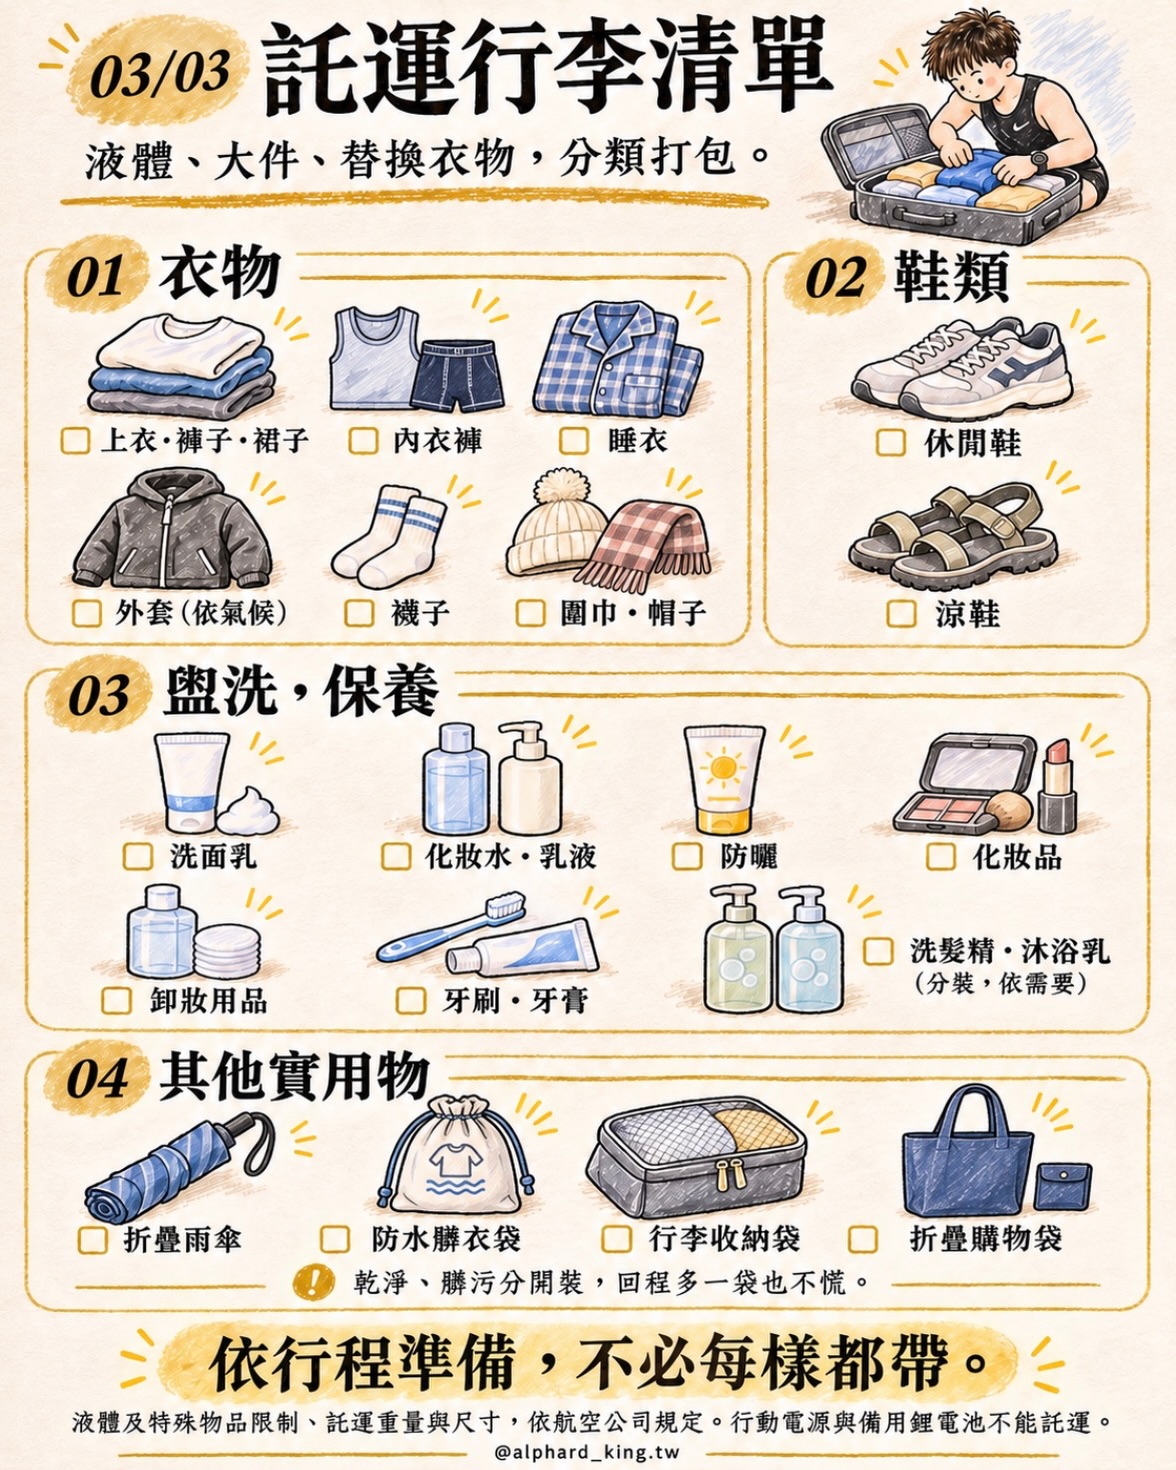 03/03 託運行李清單
液體、大件、替換衣物，分類打包。
01 衣物
上衣・褲子・裙子
內衣褲
睡衣
外套(依氣候)
襪子
圍巾・帽子
02 鞋類
休閒鞋
涼鞋
03 盥洗，保養
洗面乳
化妝水・乳液
防曬
化妝品
卸妝用品
牙刷・牙膏
洗髮精・沐浴乳
(分裝，依需要)
04 其他實用物
折疊雨傘
防水髒衣袋
行李收納袋
折疊購物袋
! 乾淨、髒污分開裝，回程多一袋也不慌。
依行程準備，不必每樣都帶。
液體及特殊物品限制、託運重量與尺寸，依航空公司規定。行動電源與備用鋰電池不能託運。
@alphard_king.tw